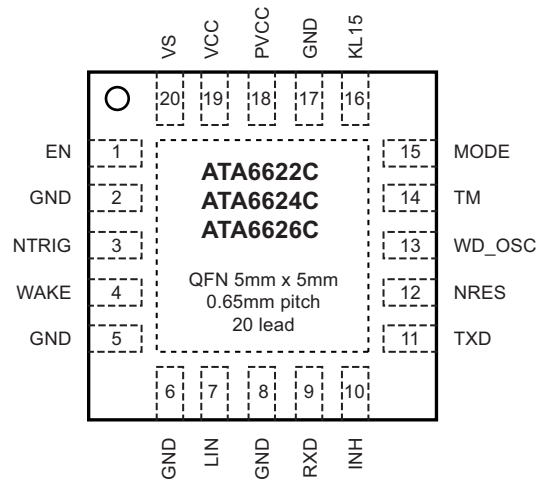 VS
VCC
PVCC
GND
KL15
20
19
18
17
16
EN
1
GND
2
NTRIG
3
WAKE
4
GND
5
ATA6622C
ATA6624C
ATA6626C
QFN 5mm x 5mm
0.65mm pitch
20 lead
15
MODE
14
TM
13
WD_OSC
12
NRES
11
TXD
6
7
8
9
10
GND
LIN
GND
RXD
INH